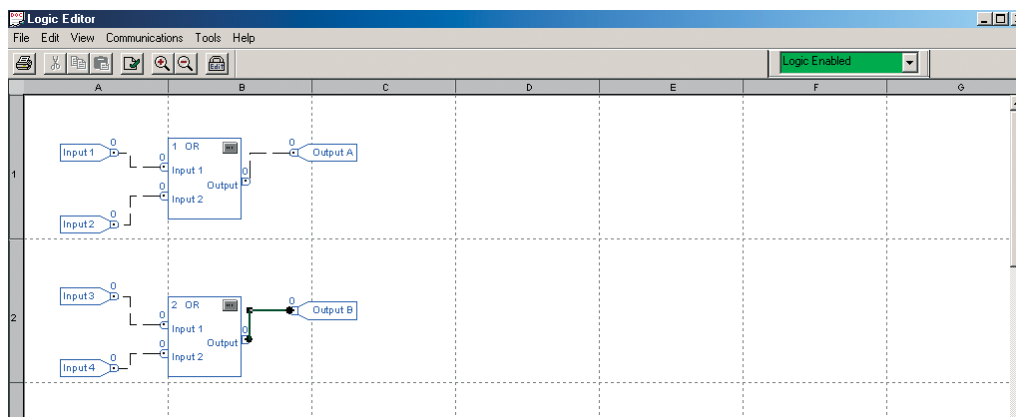 Logic Editor
File Edit View Communications Tools Help
Logic Enabled
A B C D E F G
1
Input 1 0
0 1 OR
Input 1
0 Input 2
Output 0
0 Output A
Input2 0
2
Input3 0
0 2 OR
Input 1
0 Input 2
Output 0
0 Output B
Input4 0